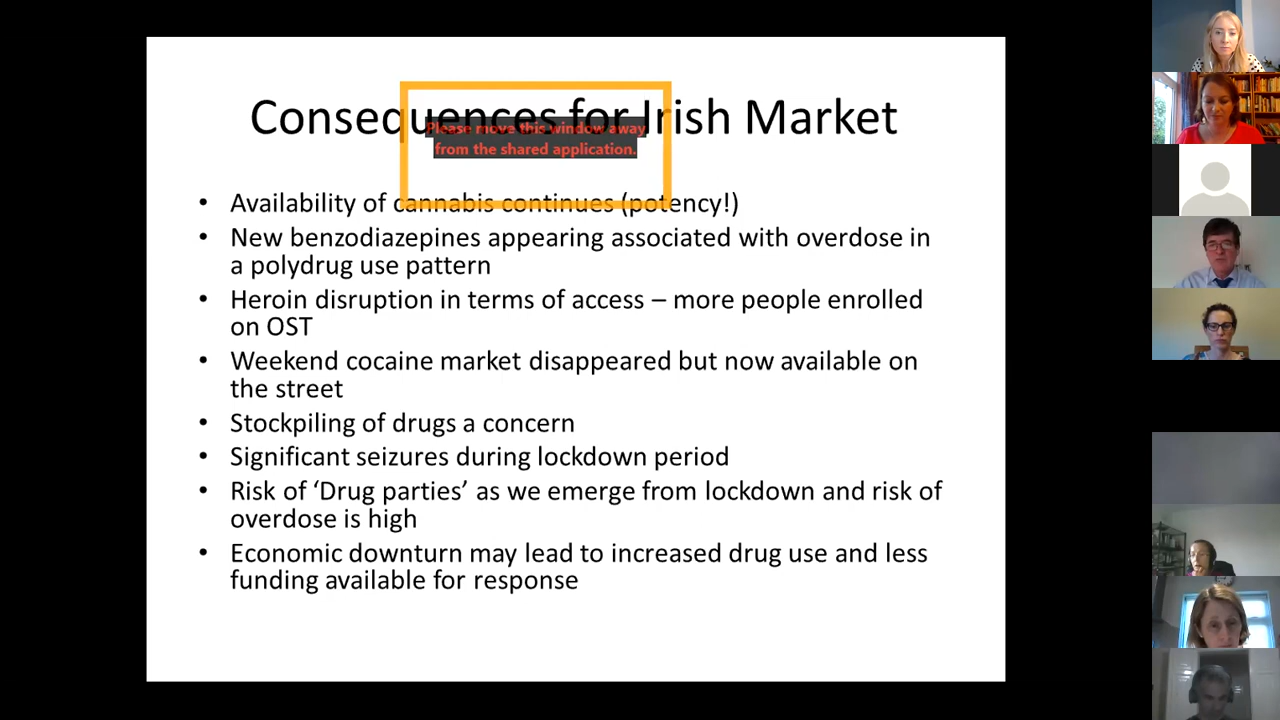 Consequences for Irish Market
Please move this window away
from the shared application.
• Availability of cannabis continues (potency!)
• New benzodiazepines appearing associated with overdose in
a polydrug use pattern
• Heroin disruption in terms of access – more people enrolled
on OST
• Weekend cocaine market disappeared but now available on
the street
• Stockpiling of drugs a concern
• Significant seizures during lockdown period
• Risk of ‘Drug parties’ as we emerge from lockdown and risk of
overdose is high
• Economic downturn may lead to increased drug use and less
funding available for response